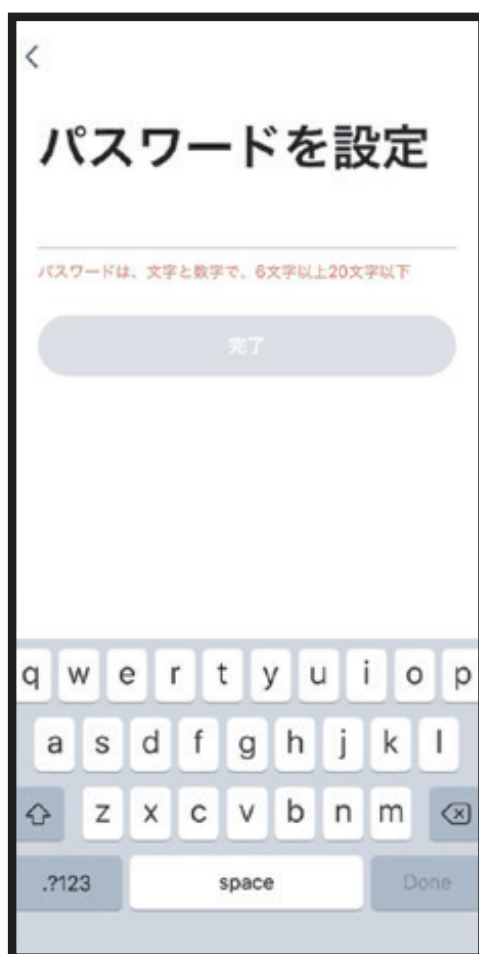 パスワードを設定
パスワードは、文字と数字で、6文字以上20文字以下
完了
q w e r t y u i o p
a s d f g h j k l
z x c v b n m
.?123 space Done